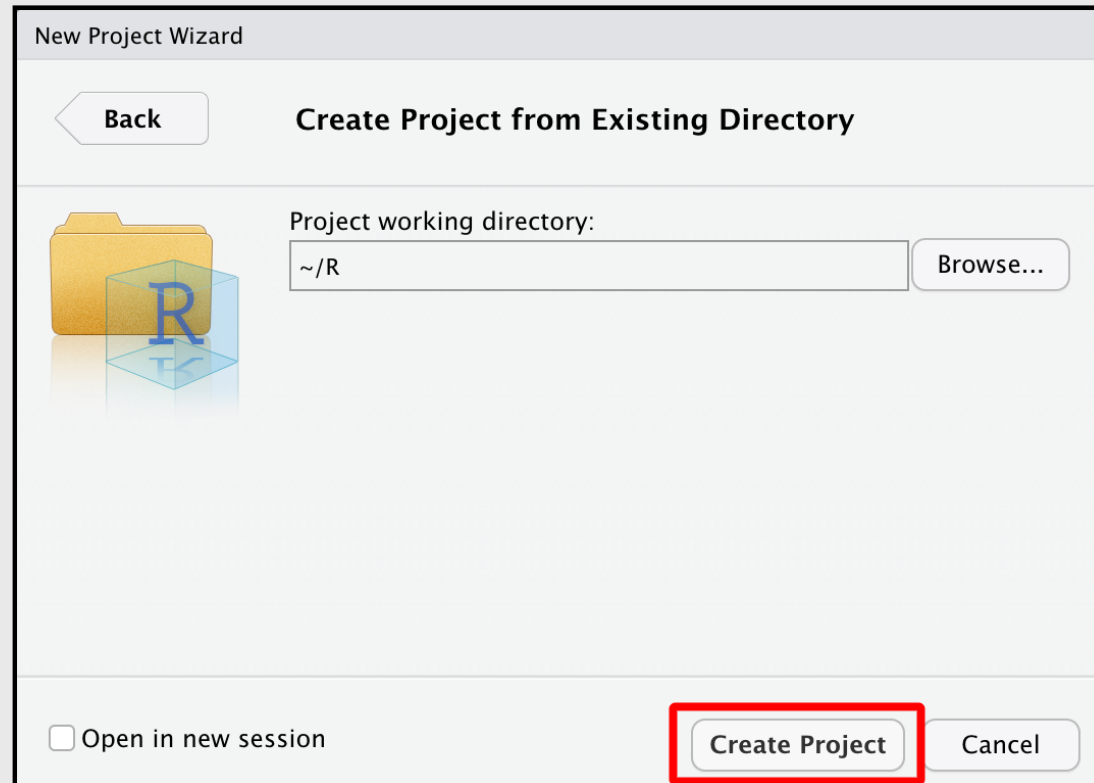 New Project Wizard
Back
Create Project from Existing Directory
Project working directory:
~/R
Browse...
R
Open in new session
Create Project
Cancel